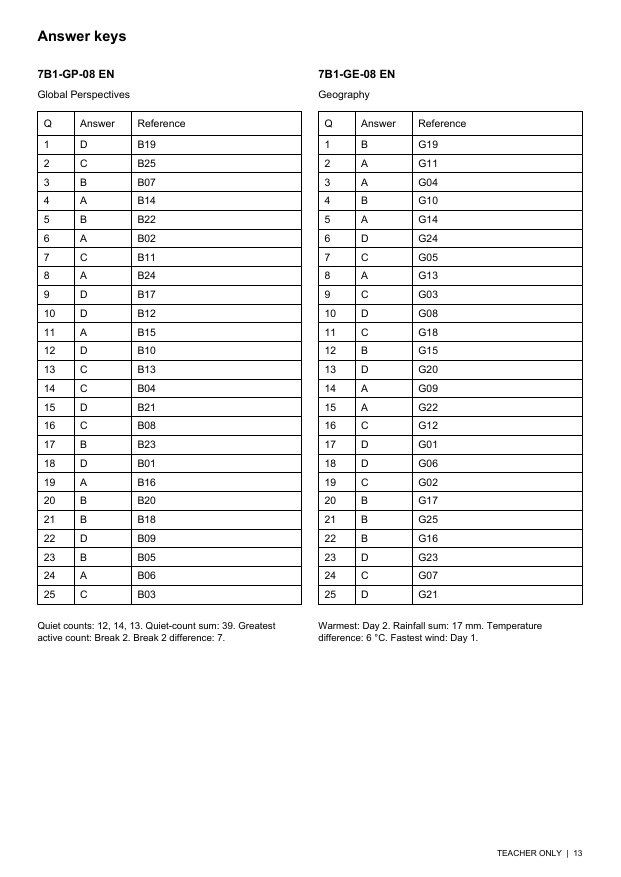 Answer keys
7B1-GP-08 EN
Global Perspectives
Q Answer Reference
1 D B19
2 C B25
3 B B07
4 A B14
5 B B22
6 A B02
7 C B11
8 A B24
9 D B17
10 D B12
11 A B15
12 D B10
13 C B13
14 C B04
15 D B21
16 C B08
17 B B23
18 D B01
19 A B16
20 B B20
21 B B18
22 D B09
23 B B05
24 A B06
25 C B03
Quiet counts: 12, 14, 13. Quiet-count sum: 39. Greatest
active count: Break 2. Break 2 difference: 7.
7B1-GE-08 EN
Geography
Q Answer Reference
1 B G19
2 A G11
3 A G04
4 B G10
5 A G14
6 D G24
7 C G05
8 A G13
9 C G03
10 D G08
11 C G18
12 B G15
13 D G20
14 A G09
15 A G22
16 C G12
17 D G01
18 D G06
19 C G02
20 B G17
21 B G25
22 B G16
23 D G23
24 C G07
25 D G21
Warmest: Day 2. Rainfall sum: 17 mm. Temperature
difference: 6 °C. Fastest wind: Day 1.
TEACHER ONLY | 13